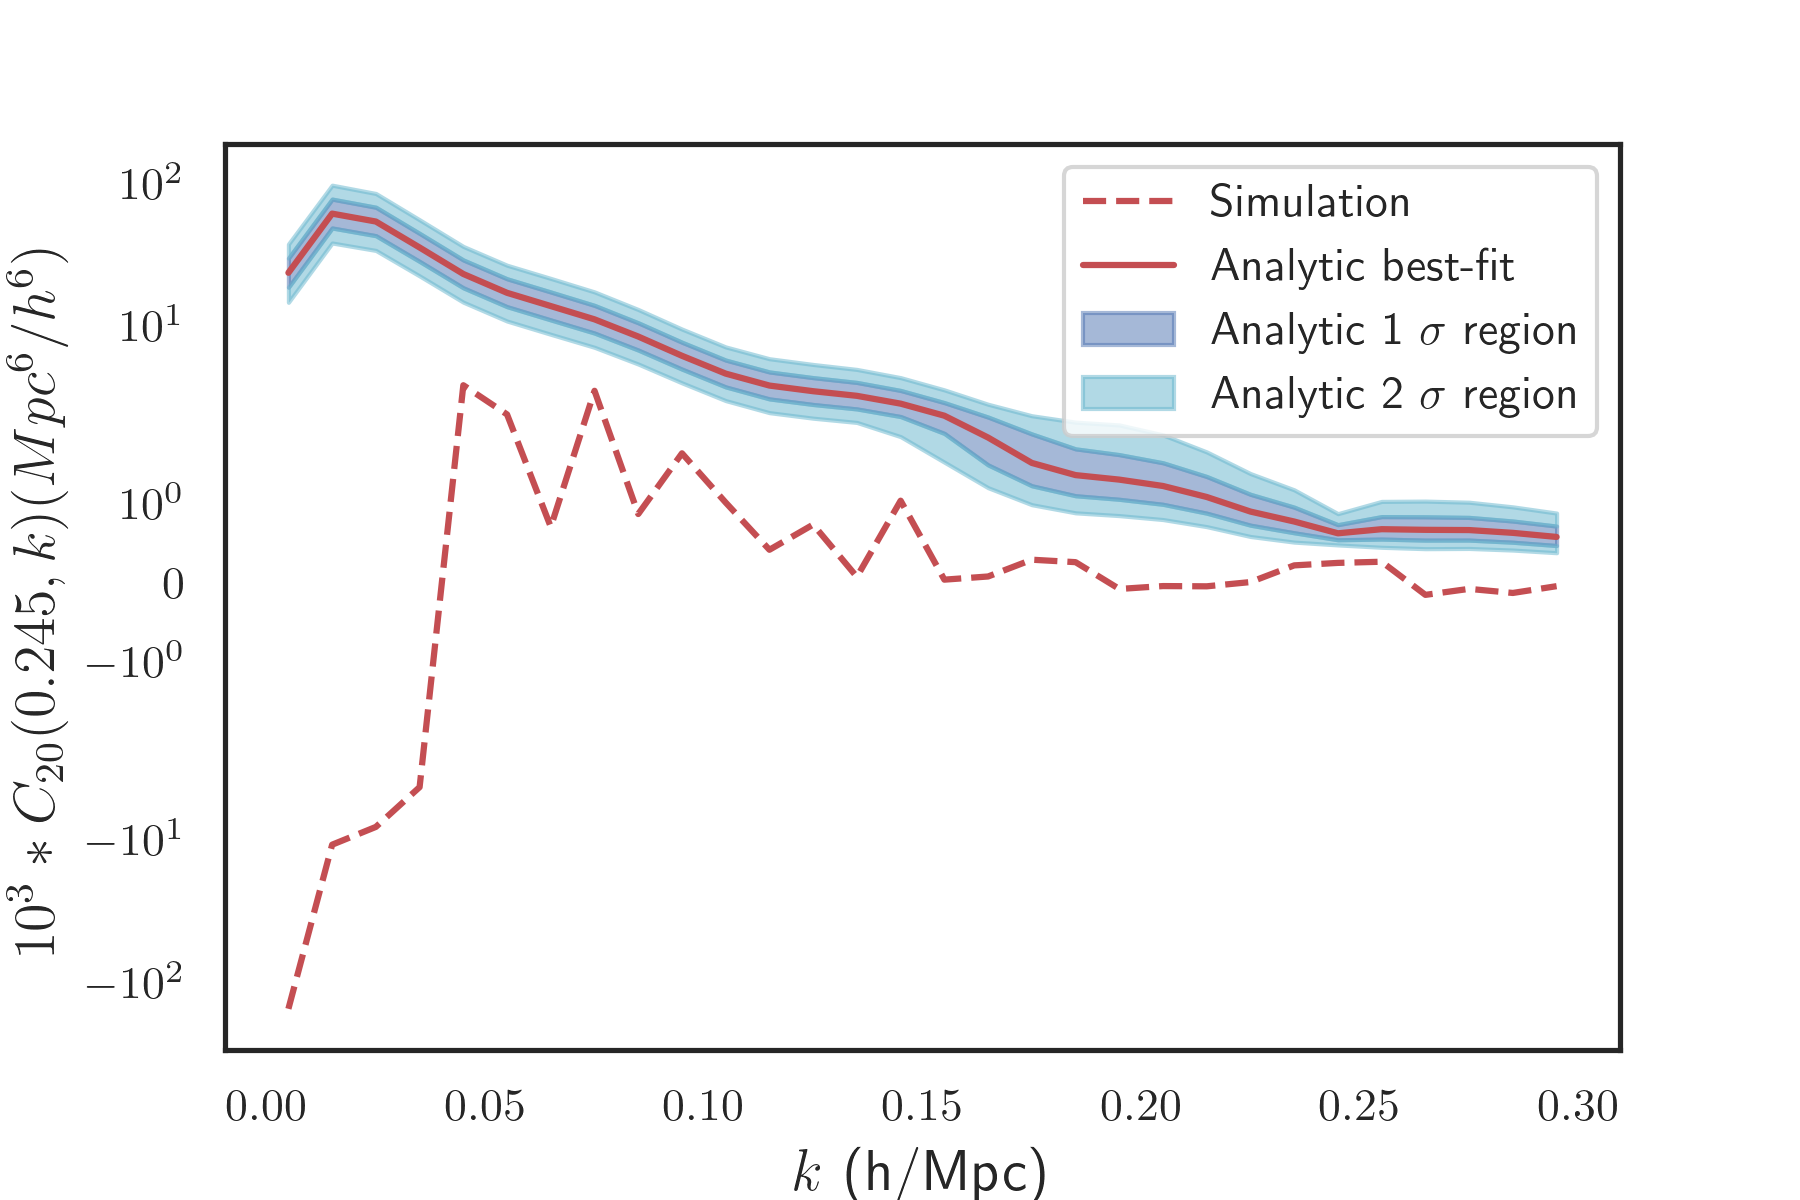 10^2
10^1
10^0
0
−10^0
−10^1
−10^2
10^3 ∗ C_{20}(0.245, k)(Mpc^6/h^6)
Simulation
Analytic best-fit
Analytic 1 σ region
Analytic 2 σ region
0.00 0.05 0.10 0.15 0.20 0.25 0.30
k (h/Mpc)